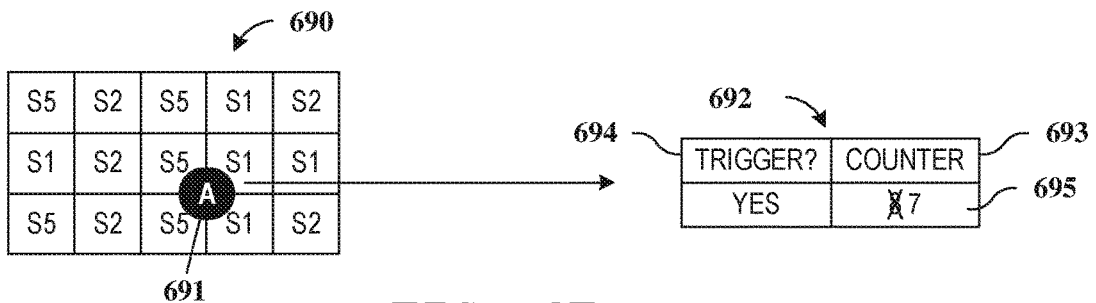 690
S5 S2 S5 S1 S2
S1 S2 S5 S1 S1
S5 S2 S5 S1 S2
A
691
692
694
693
TRIGGER? COUNTER
YES 7
695